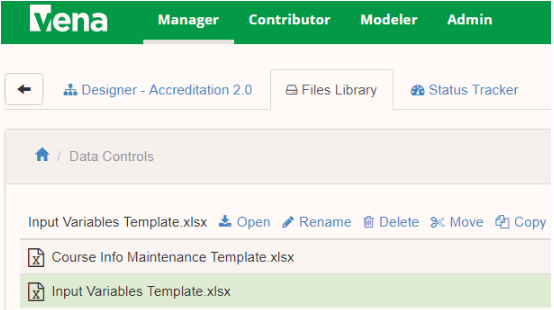 vena Manager Contributor Modeler Admin
Designer - Accreditation 2.0 Files Library Status Tracker
/ Data Controls
Input Variables Template.xlsx Open Rename Delete Move Copy
Course Info Maintenance Template.xlsx
Input Variables Template.xlsx